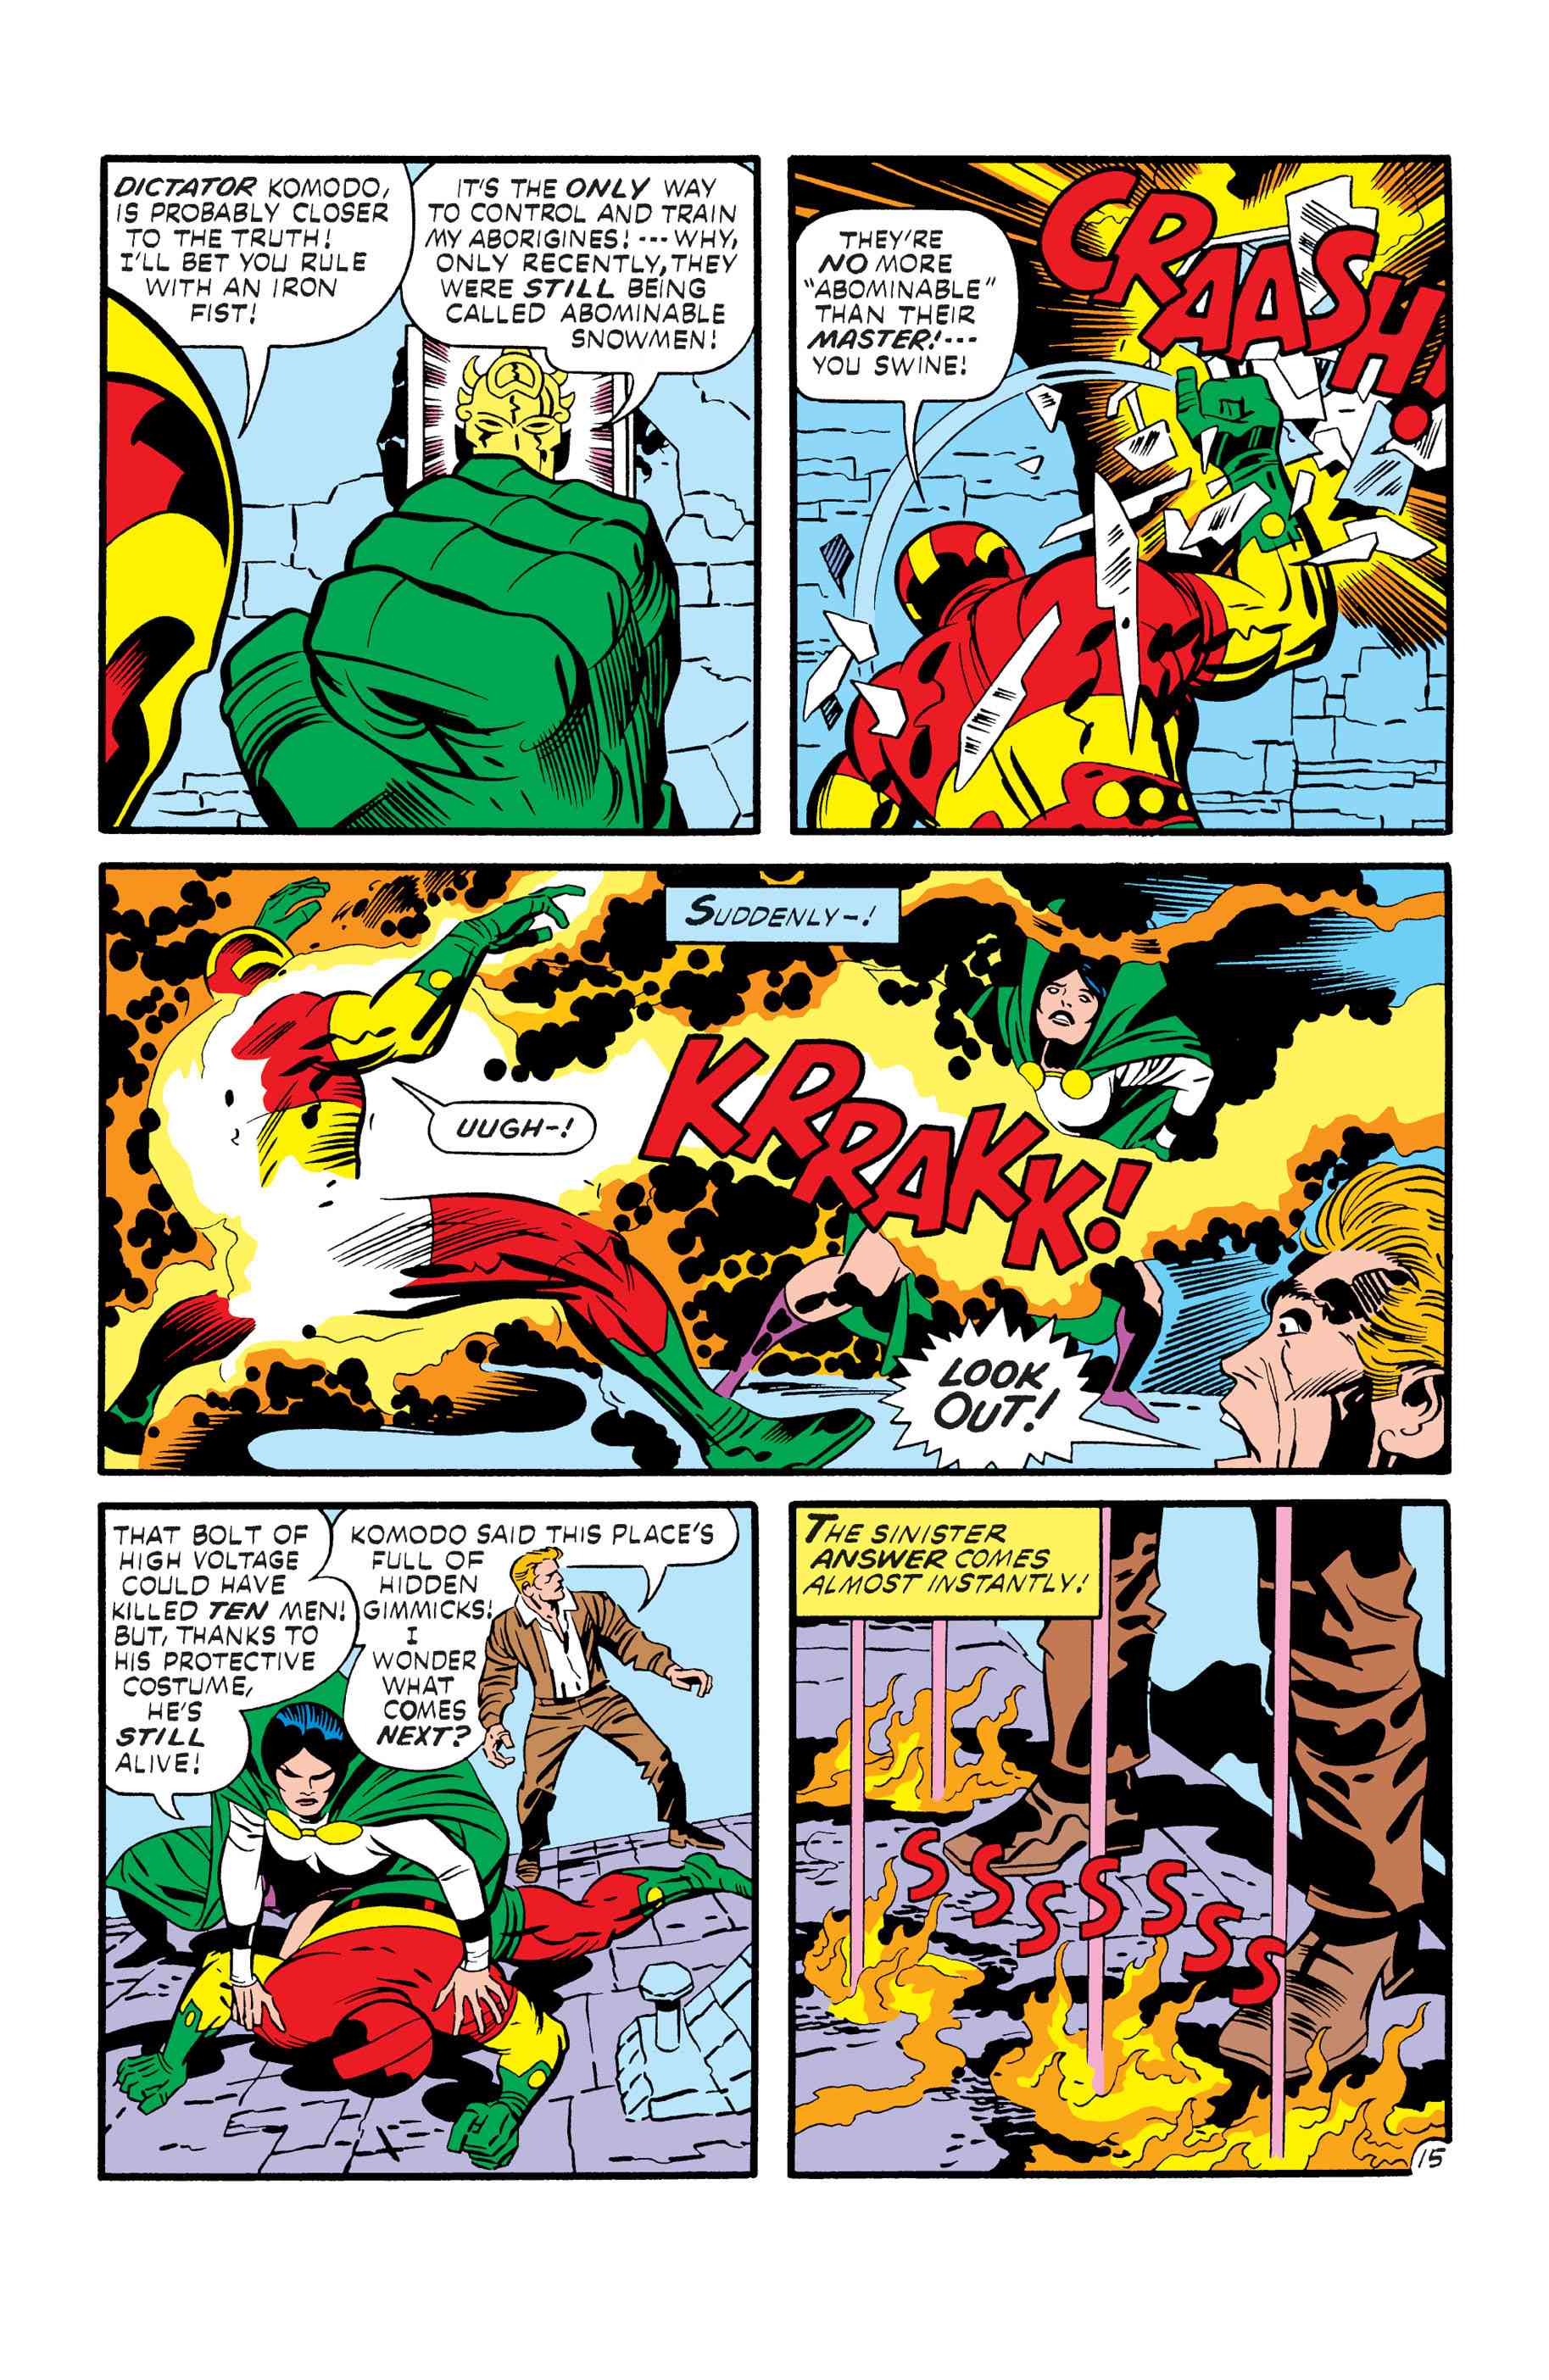 DICTATOR KOMODO,
IS PROBABLY CLOSER
TO THE TRUTH!
I'LL BET YOU RULE
WITH AN IRON
FIST!
IT'S THE ONLY WAY
TO CONTROL AND TRAIN
MY ABORIGINES! --- WHY,
ONLY RECENTLY, THEY
WERE STILL BEING
CALLED ABOMINABLE
SNOWMEN!
THEY'RE
NO MORE
"ABOMINABLE"
THAN THEIR
MASTER! ---
YOU SWINE!
CRAASH!
SUDDENLY-!
UUGH-!
KRRAKK!
LOOK
OUT!
THAT BOLT OF
HIGH VOLTAGE
COULD HAVE
KILLED TEN MEN!
BUT, THANKS TO
HIS PROTECTIVE
COSTUME,
HE'S
STILL
ALIVE!
KOMODO SAID THIS PLACE'S
FULL OF
HIDDEN
GIMMICKS!
I
WONDER
WHAT
COMES
NEXT?
THE SINISTER
ANSWER COMES
ALMOST INSTANTLY!
SSSSSSS
15